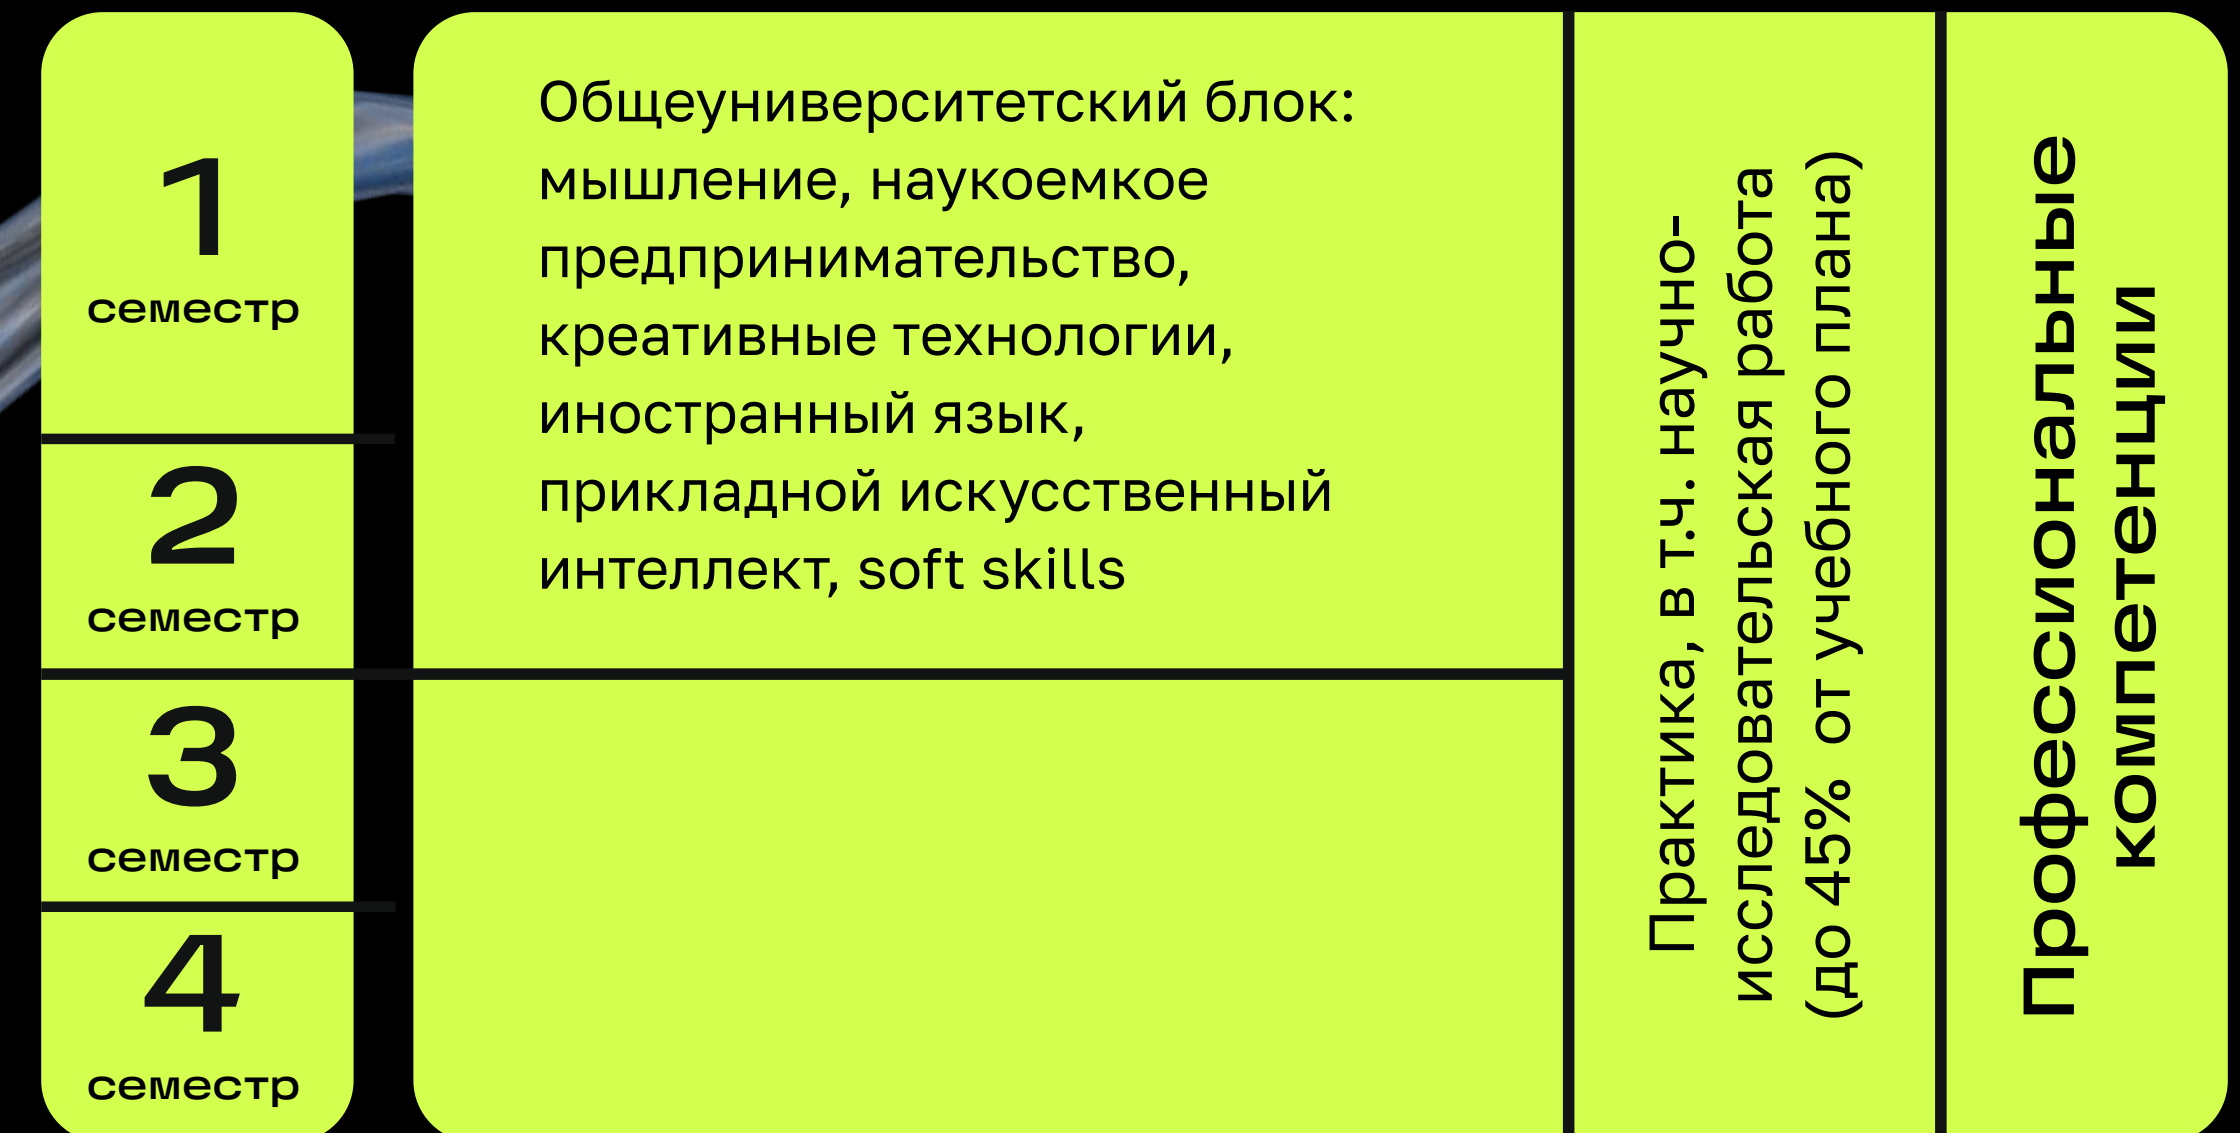 1
семестр
2
семестр
3
семестр
4
семестр
Общеуниверситетский блок:
мышление, наукоемкое
предпринимательство,
креативные технологии,
иностранный язык,
прикладной искусственный
интеллект, soft skills
Практика, в т.ч. научно-
исследовательская работа
(до 45% от учебного плана)
Профессиональные
компетенции